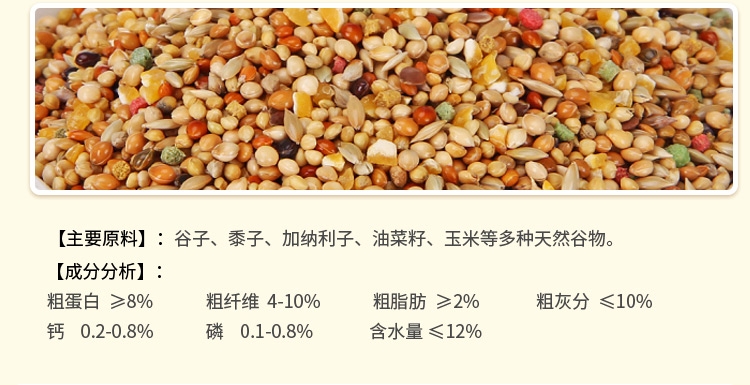 【主要原料】：谷子、黍子、加纳利子、油菜籽、玉米等多种天然谷物。
【成分分析】：
粗蛋白 ≥8% 粗纤维 4-10% 粗脂肪 ≥2% 粗灰分 ≤10%
钙 0.2-0.8% 磷 0.1-0.8% 含水量 ≤12%